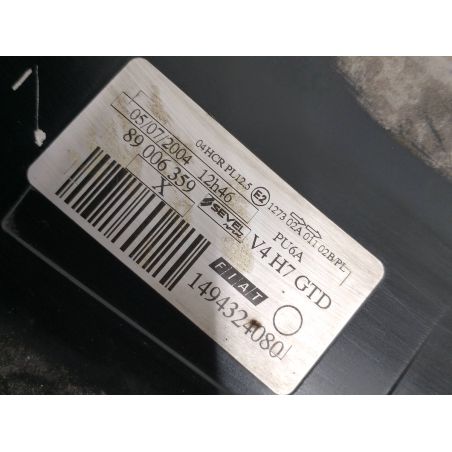 04HCR PL12.5 E2 1273 02A 011 02B/PL
05/07/2004 12h46
SEVEL
PU6A
89 006 359
V4 H7 GTD
X
FIAT
1494324080